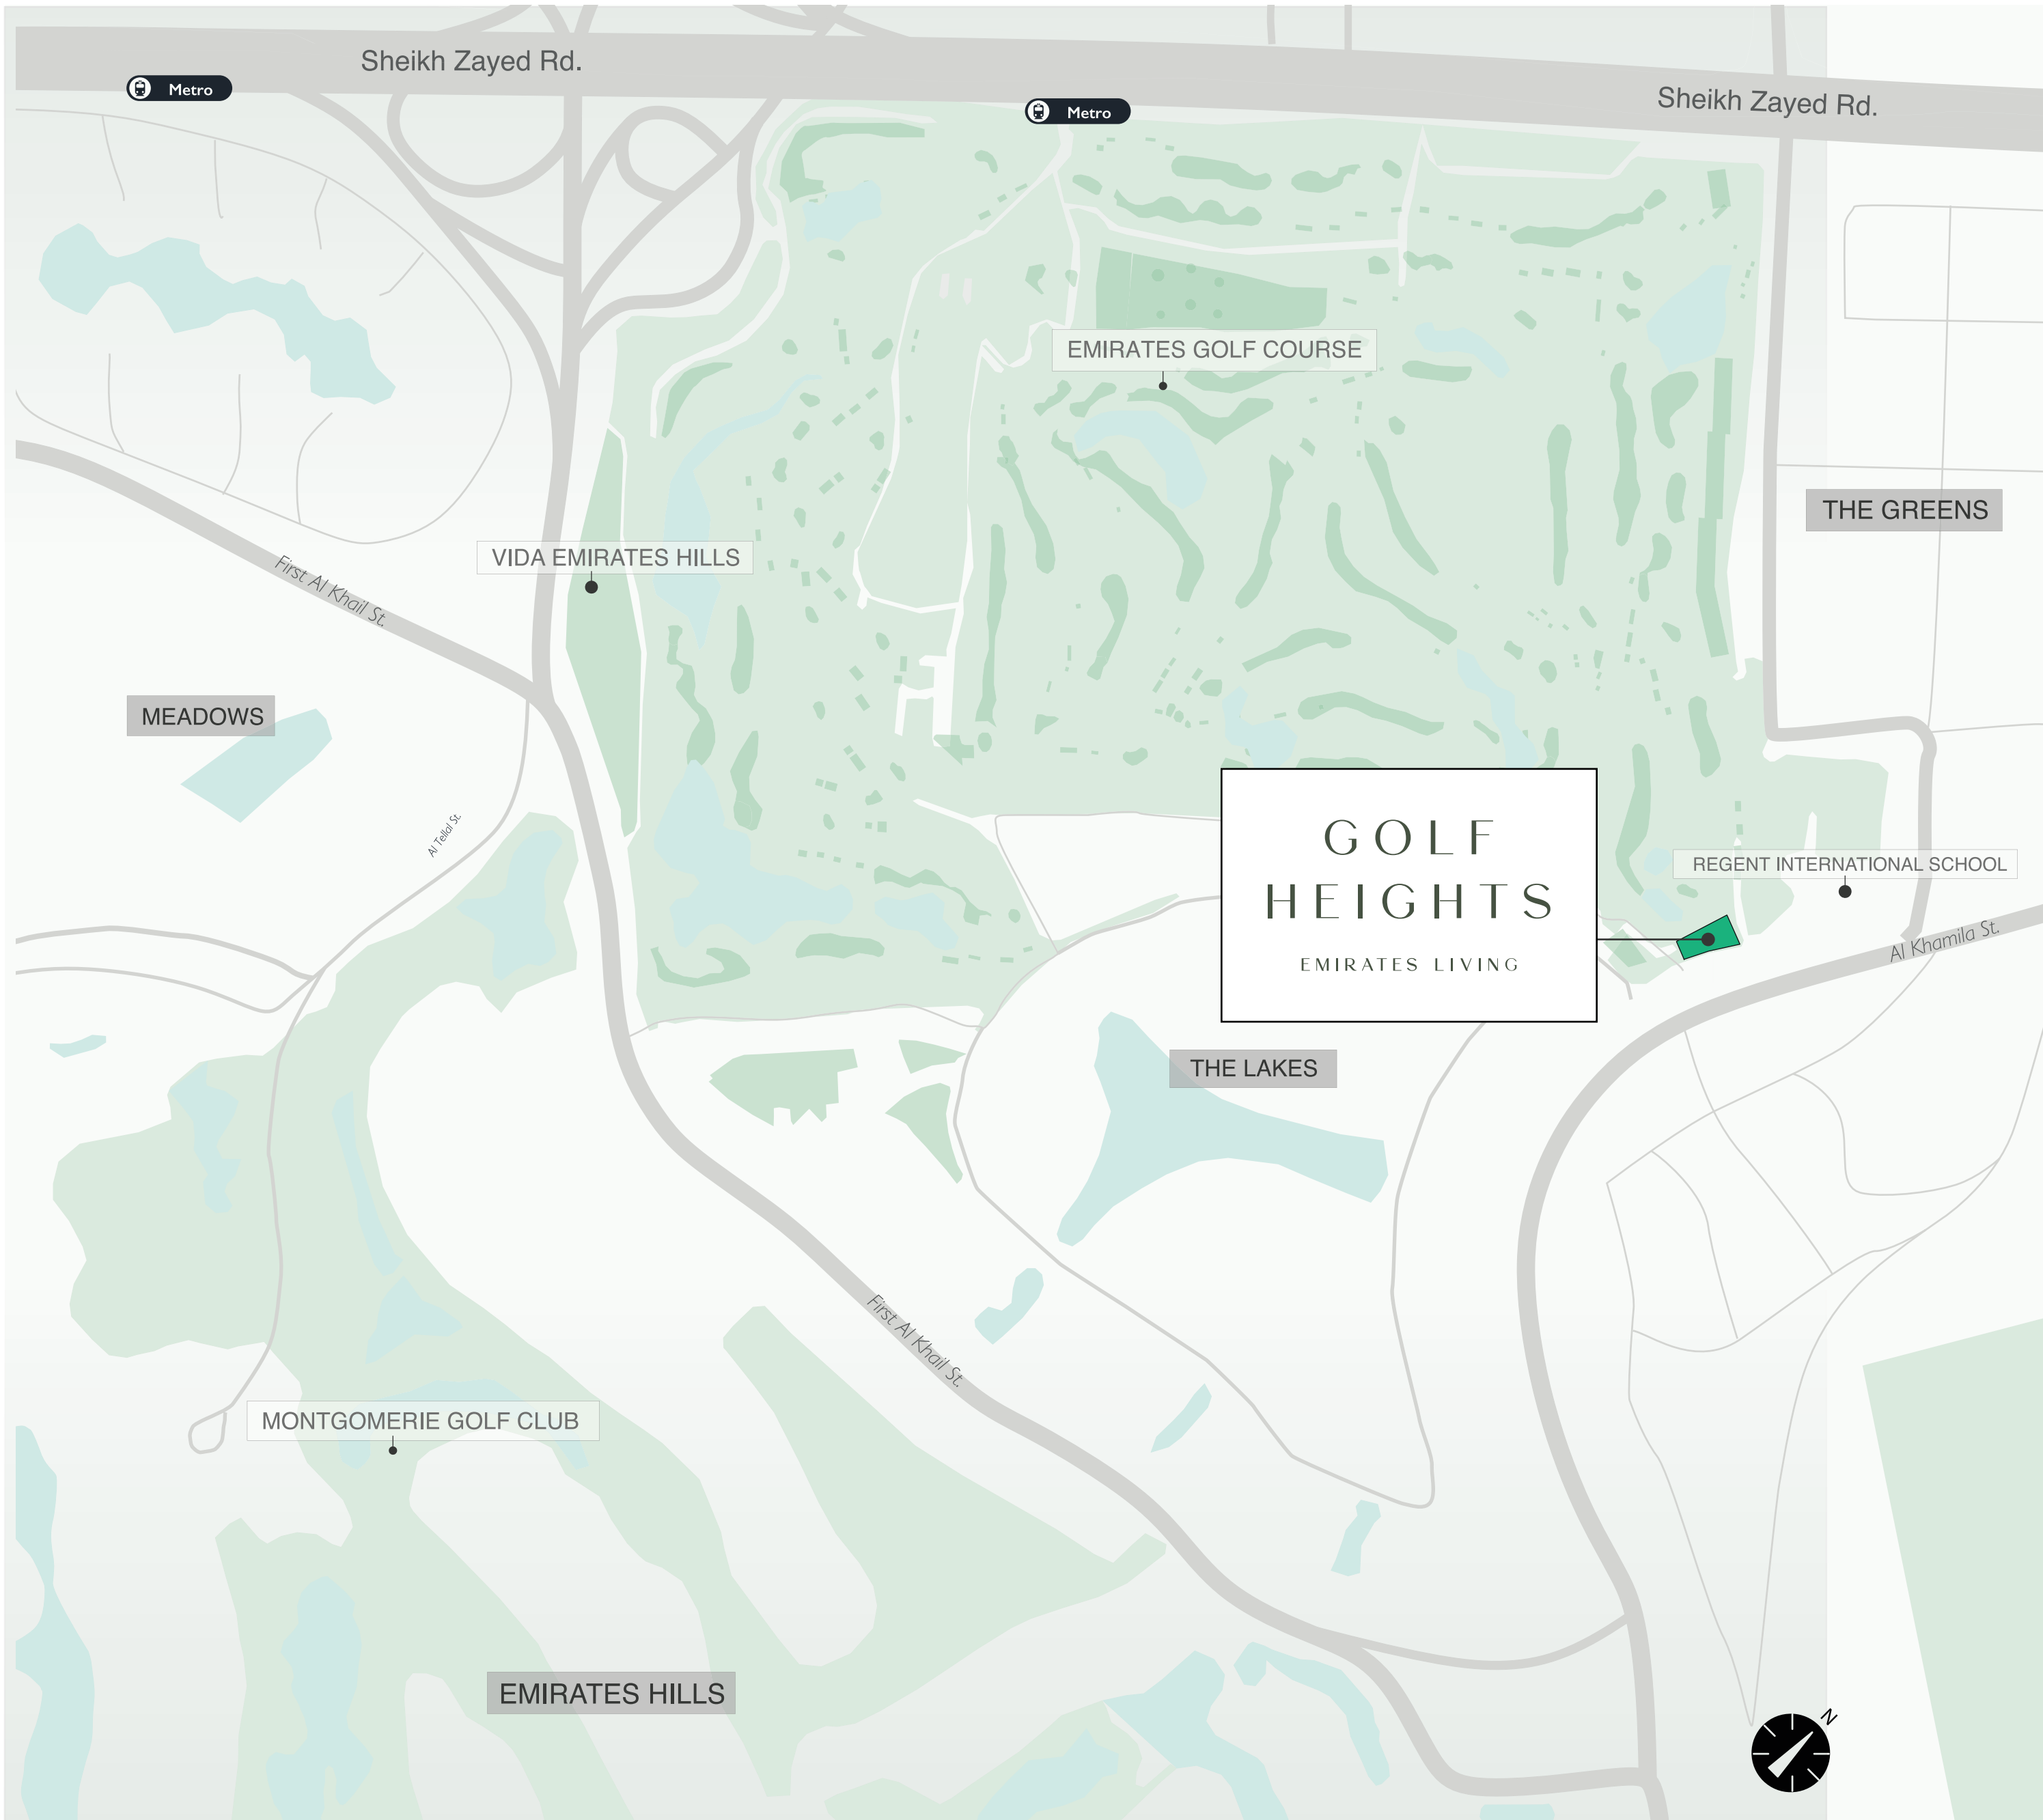 Sheikh Zayed Rd.
Metro
Metro
Sheikh Zayed Rd.
EMIRATES GOLF COURSE
THE GREENS
VIDA EMIRATES HILLS
First Al Khail St.
MEADOWS
Al Tellal St.
GOLF
HEIGHTS
EMIRATES LIVING
REGENT INTERNATIONAL SCHOOL
Al Khamila St.
THE LAKES
First Al Khail St.
MONTGOMERIE GOLF CLUB
EMIRATES HILLS
N